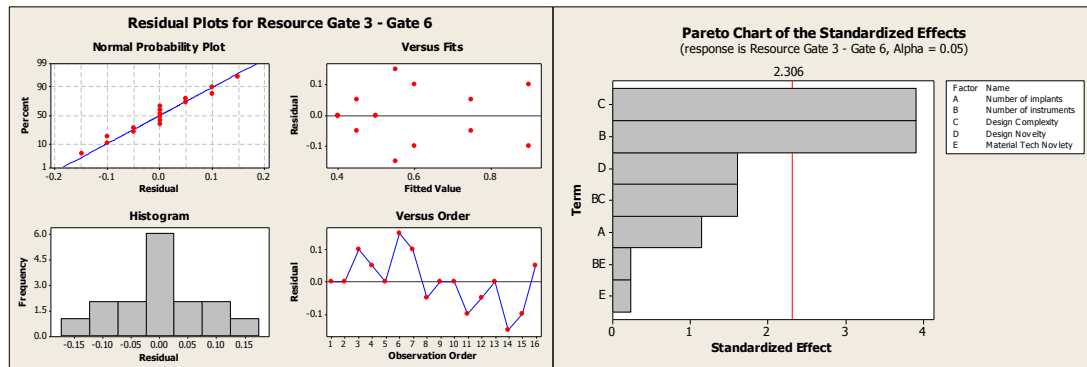 Residual Plots for Resource Gate 3 - Gate 6
Normal Probability Plot
99
90
50
10
1
Percent
-0.2 -0.1 0.0 0.1 0.2
Residual
Versus Fits
0.1
0.0
-0.1
Residual
0.4 0.6 0.8
Fitted Value
Histogram
6.0
4.5
3.0
1.5
0.0
Frequency
-0.15 -0.10 -0.05 0.00 0.05 0.10 0.15
Residual
Versus Order
0.1
0.0
-0.1
Residual
1 2 3 4 5 6 7 8 9 10 11 12 13 14 15 16
Observation Order
Pareto Chart of the Standardized Effects
(response is Resource Gate 3 - Gate 6, Alpha = 0.05)
2.306
C
B
D
BC
A
BE
E
Term
0 1 2 3 4
Standardized Effect
Factor Name
A Number of implants
B Number of instruments
C Design Complexity
D Design Novelty
E Material Tech Novlety